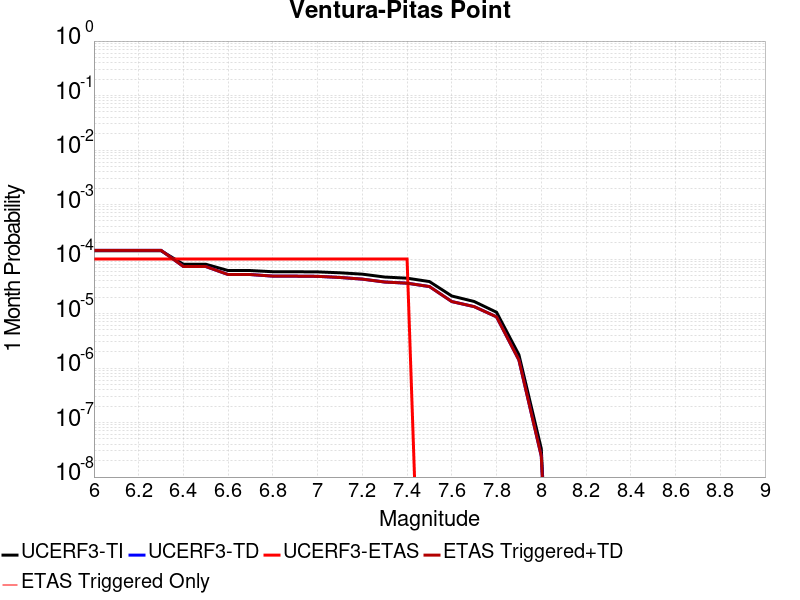 Ventura-Pitas Point
10^0
10^-1
10^-2
10^-3
10^-4
10^-5
10^-6
10^-7
10^-8
1 Month Probability
6 6.2 6.4 6.6 6.8 7 7.2 7.4 7.6 7.8 8 8.2 8.4 8.6 8.8 9
Magnitude
UCERF3-TI UCERF3-TD UCERF3-ETAS ETAS Triggered+TD
ETAS Triggered Only